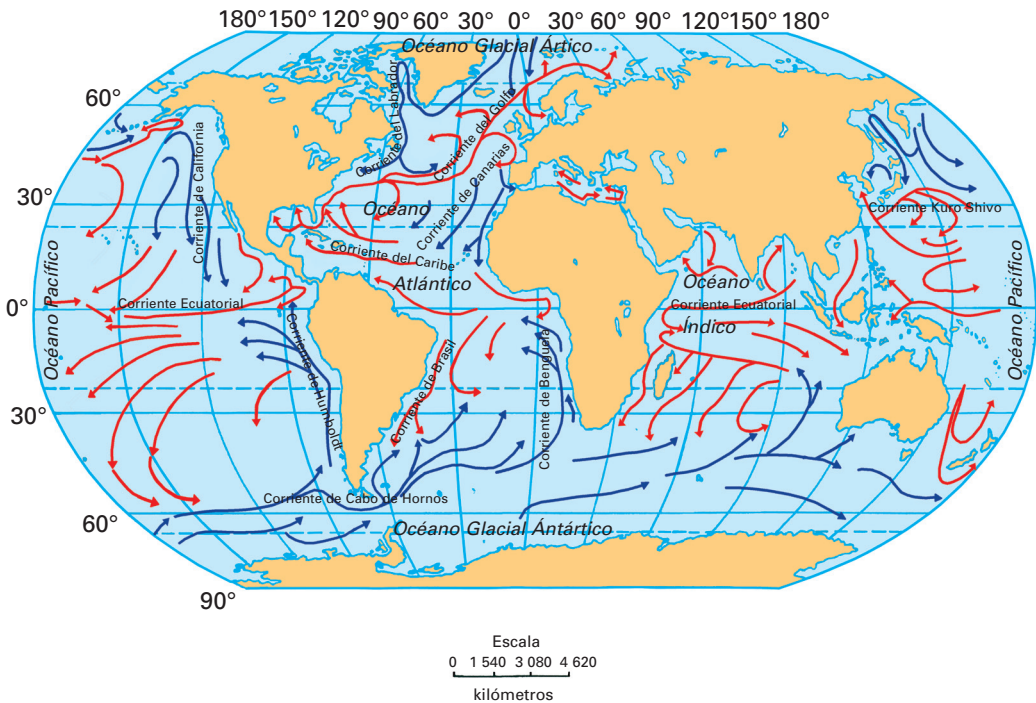 180° 150° 120° 90° 60° 30° 0° 30° 60° 90° 120° 150° 180°
Océano Glacial Ártico
60°
Corriente del Labrador
Corriente del Golfo
Corriente de California
Corriente de Canarias
30°
Océano
Corriente Kuro Shivo
Corriente del Caribe
Atlántico
Océano
Océano Pacífico
Corriente Ecuatorial
0°
Corriente Ecuatorial
Índico
Océano Pacífico
Corriente de Humboldt
Corriente de Brasil
Corriente de Benguela
30°
Corriente de Cabo de Hornos
60°
Océano Glacial Ántártico
90°
Escala
0 1 540 3 080 4 620
kilómetros